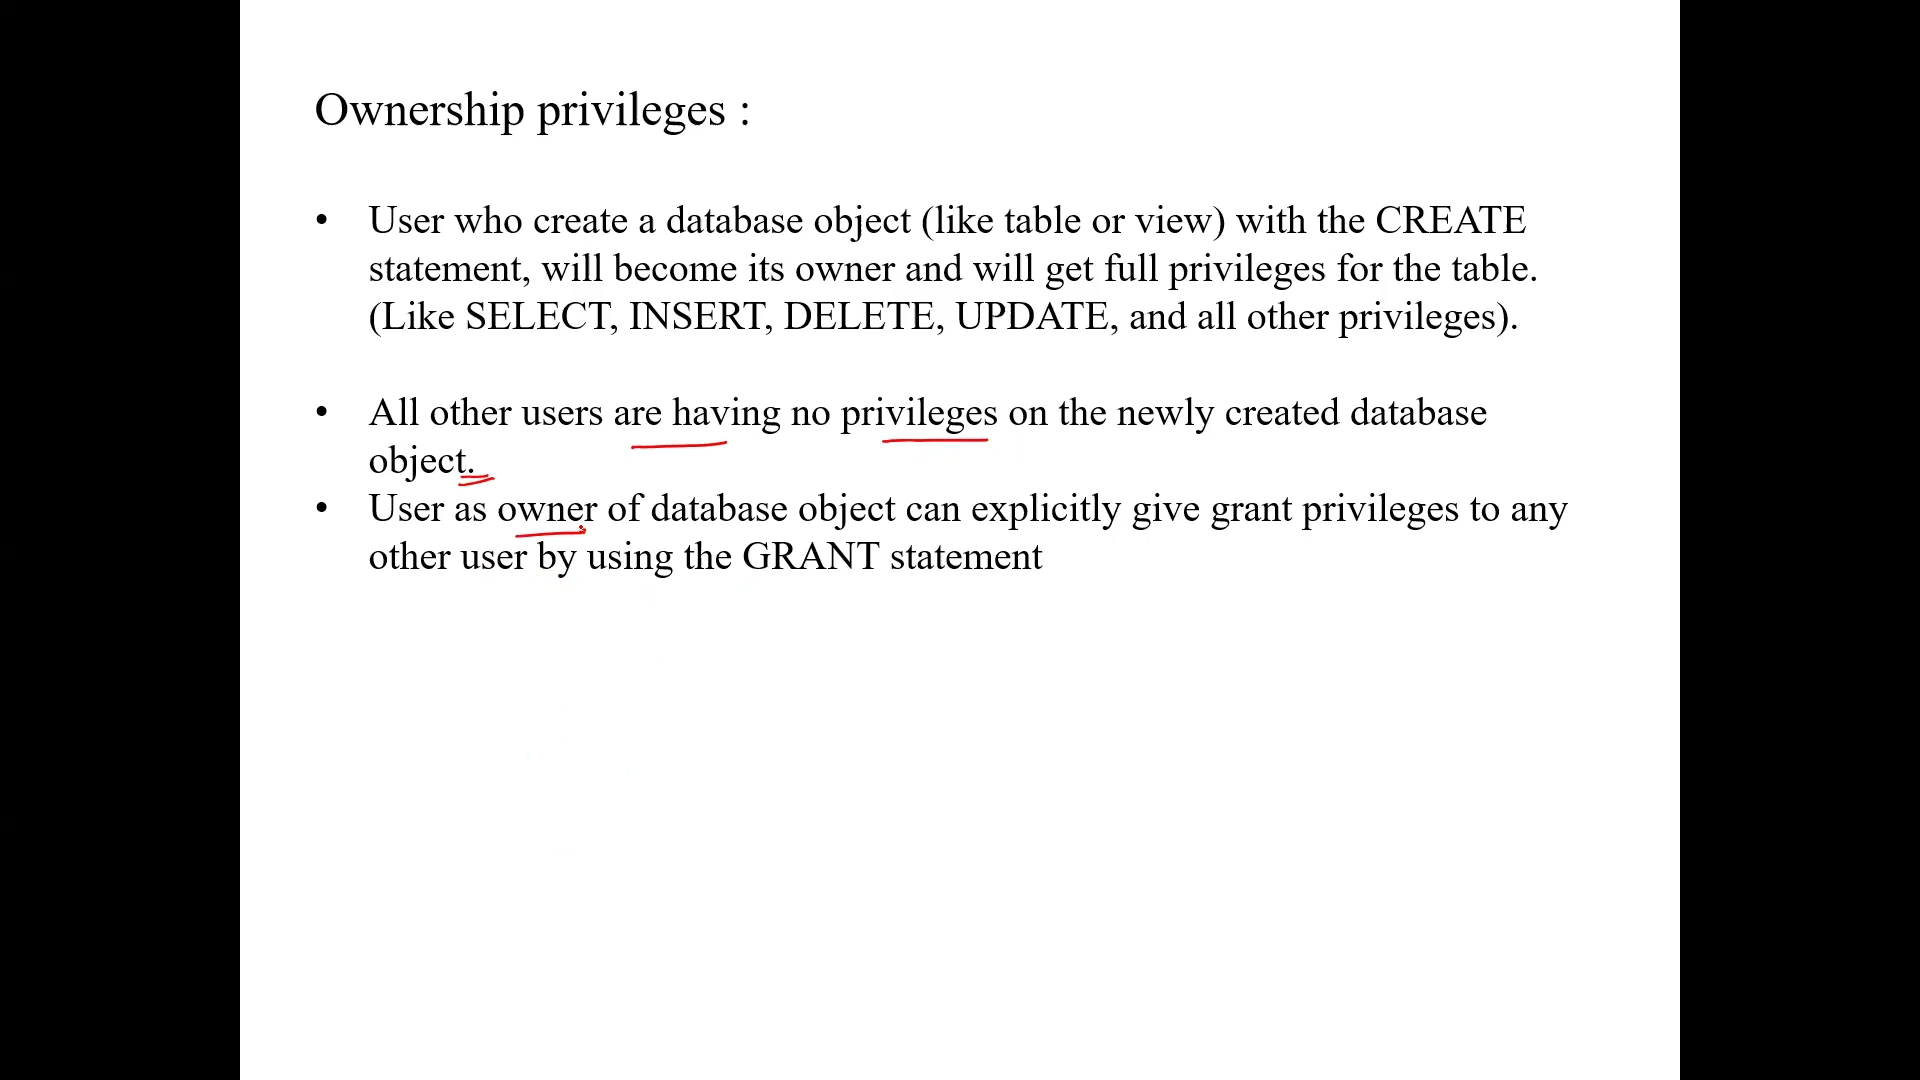 Ownership privileges :
• User who create a database object (like table or view) with the CREATE
statement, will become its owner and will get full privileges for the table.
(Like SELECT, INSERT, DELETE, UPDATE, and all other privileges).
• All other users are having no privileges on the newly created database
object.
• User as owner of database object can explicitly give grant privileges to any
other user by using the GRANT statement